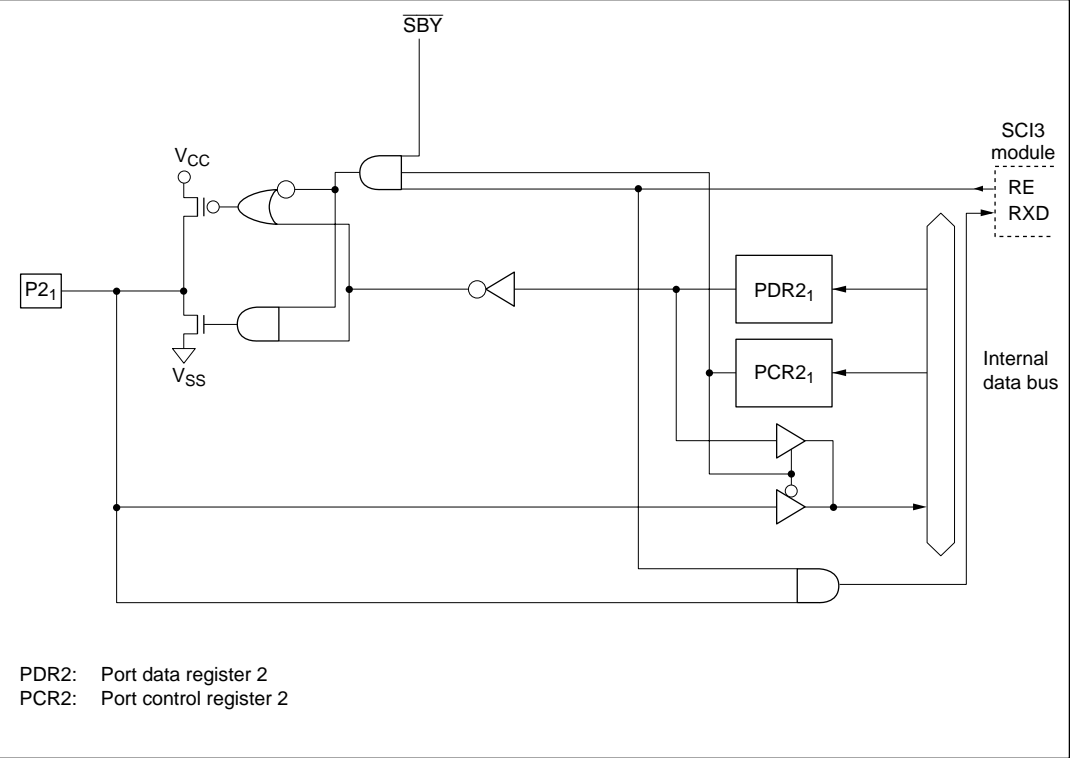 SBY
SCI3
module
VCC
RE
RXD
P21
PDR21
PCR21
Internal
data bus
VSS
PDR2: Port data register 2
PCR2: Port control register 2